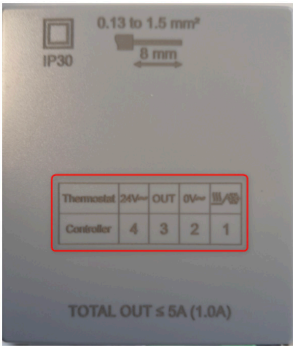 0.13 to 1.5 mm²
IP30
8 mm
Thermostat 24V~ OUT 0V~
Controller 4 3 2 1
TOTAL OUT ≤ 5A (1.0A)